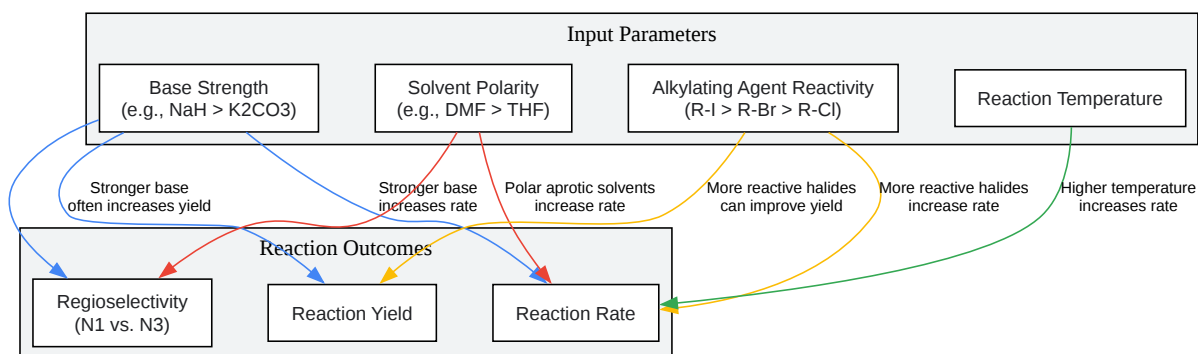 Input Parameters
Base Strength
(e.g., NaH > K2CO3)
Solvent Polarity
(e.g., DMF > THF)
Alkylating Agent Reactivity
(R-I > R-Br > R-Cl)
Reaction Temperature
Stronger base
often increases yield
Stronger base
increases rate
Polar aprotic solvents
increase rate
More reactive halides
can improve yield
More reactive halides
increase rate
Higher temperature
increases rate
Reaction Outcomes
Regioselectivity
(N1 vs. N3)
Reaction Yield
Reaction Rate